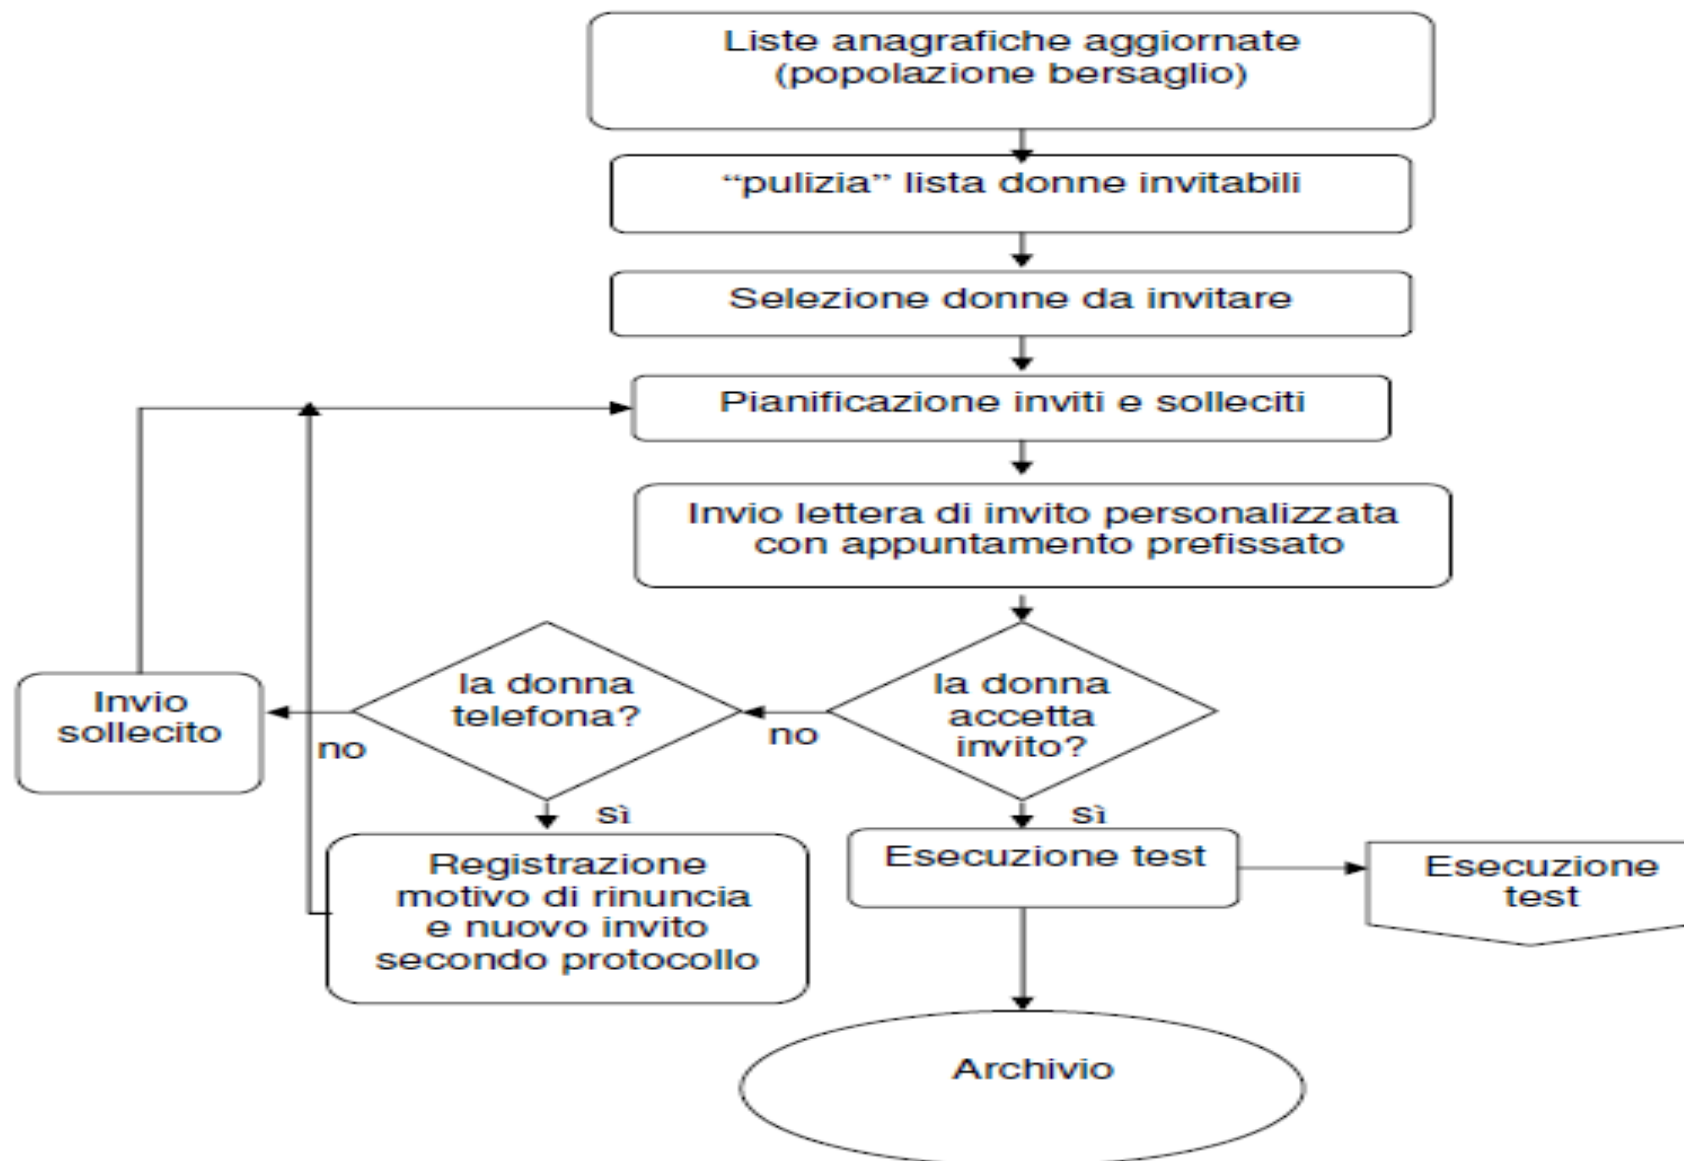 Liste anagrafiche aggiornate
(popolazione bersaglio)
“pulizia” lista donne invitabili
Selezione donne da invitare
Pianificazione inviti e solleciti
Invio lettera di invito personalizzata
con appuntamento prefissato
la donna
accetta
invito?
no
sì
la donna
telefona?
no
sì
Invio
sollecito
Registrazione
motivo di rinuncia
e nuovo invito
secondo protocollo
Esecuzione test
Esecuzione
test
Archivio